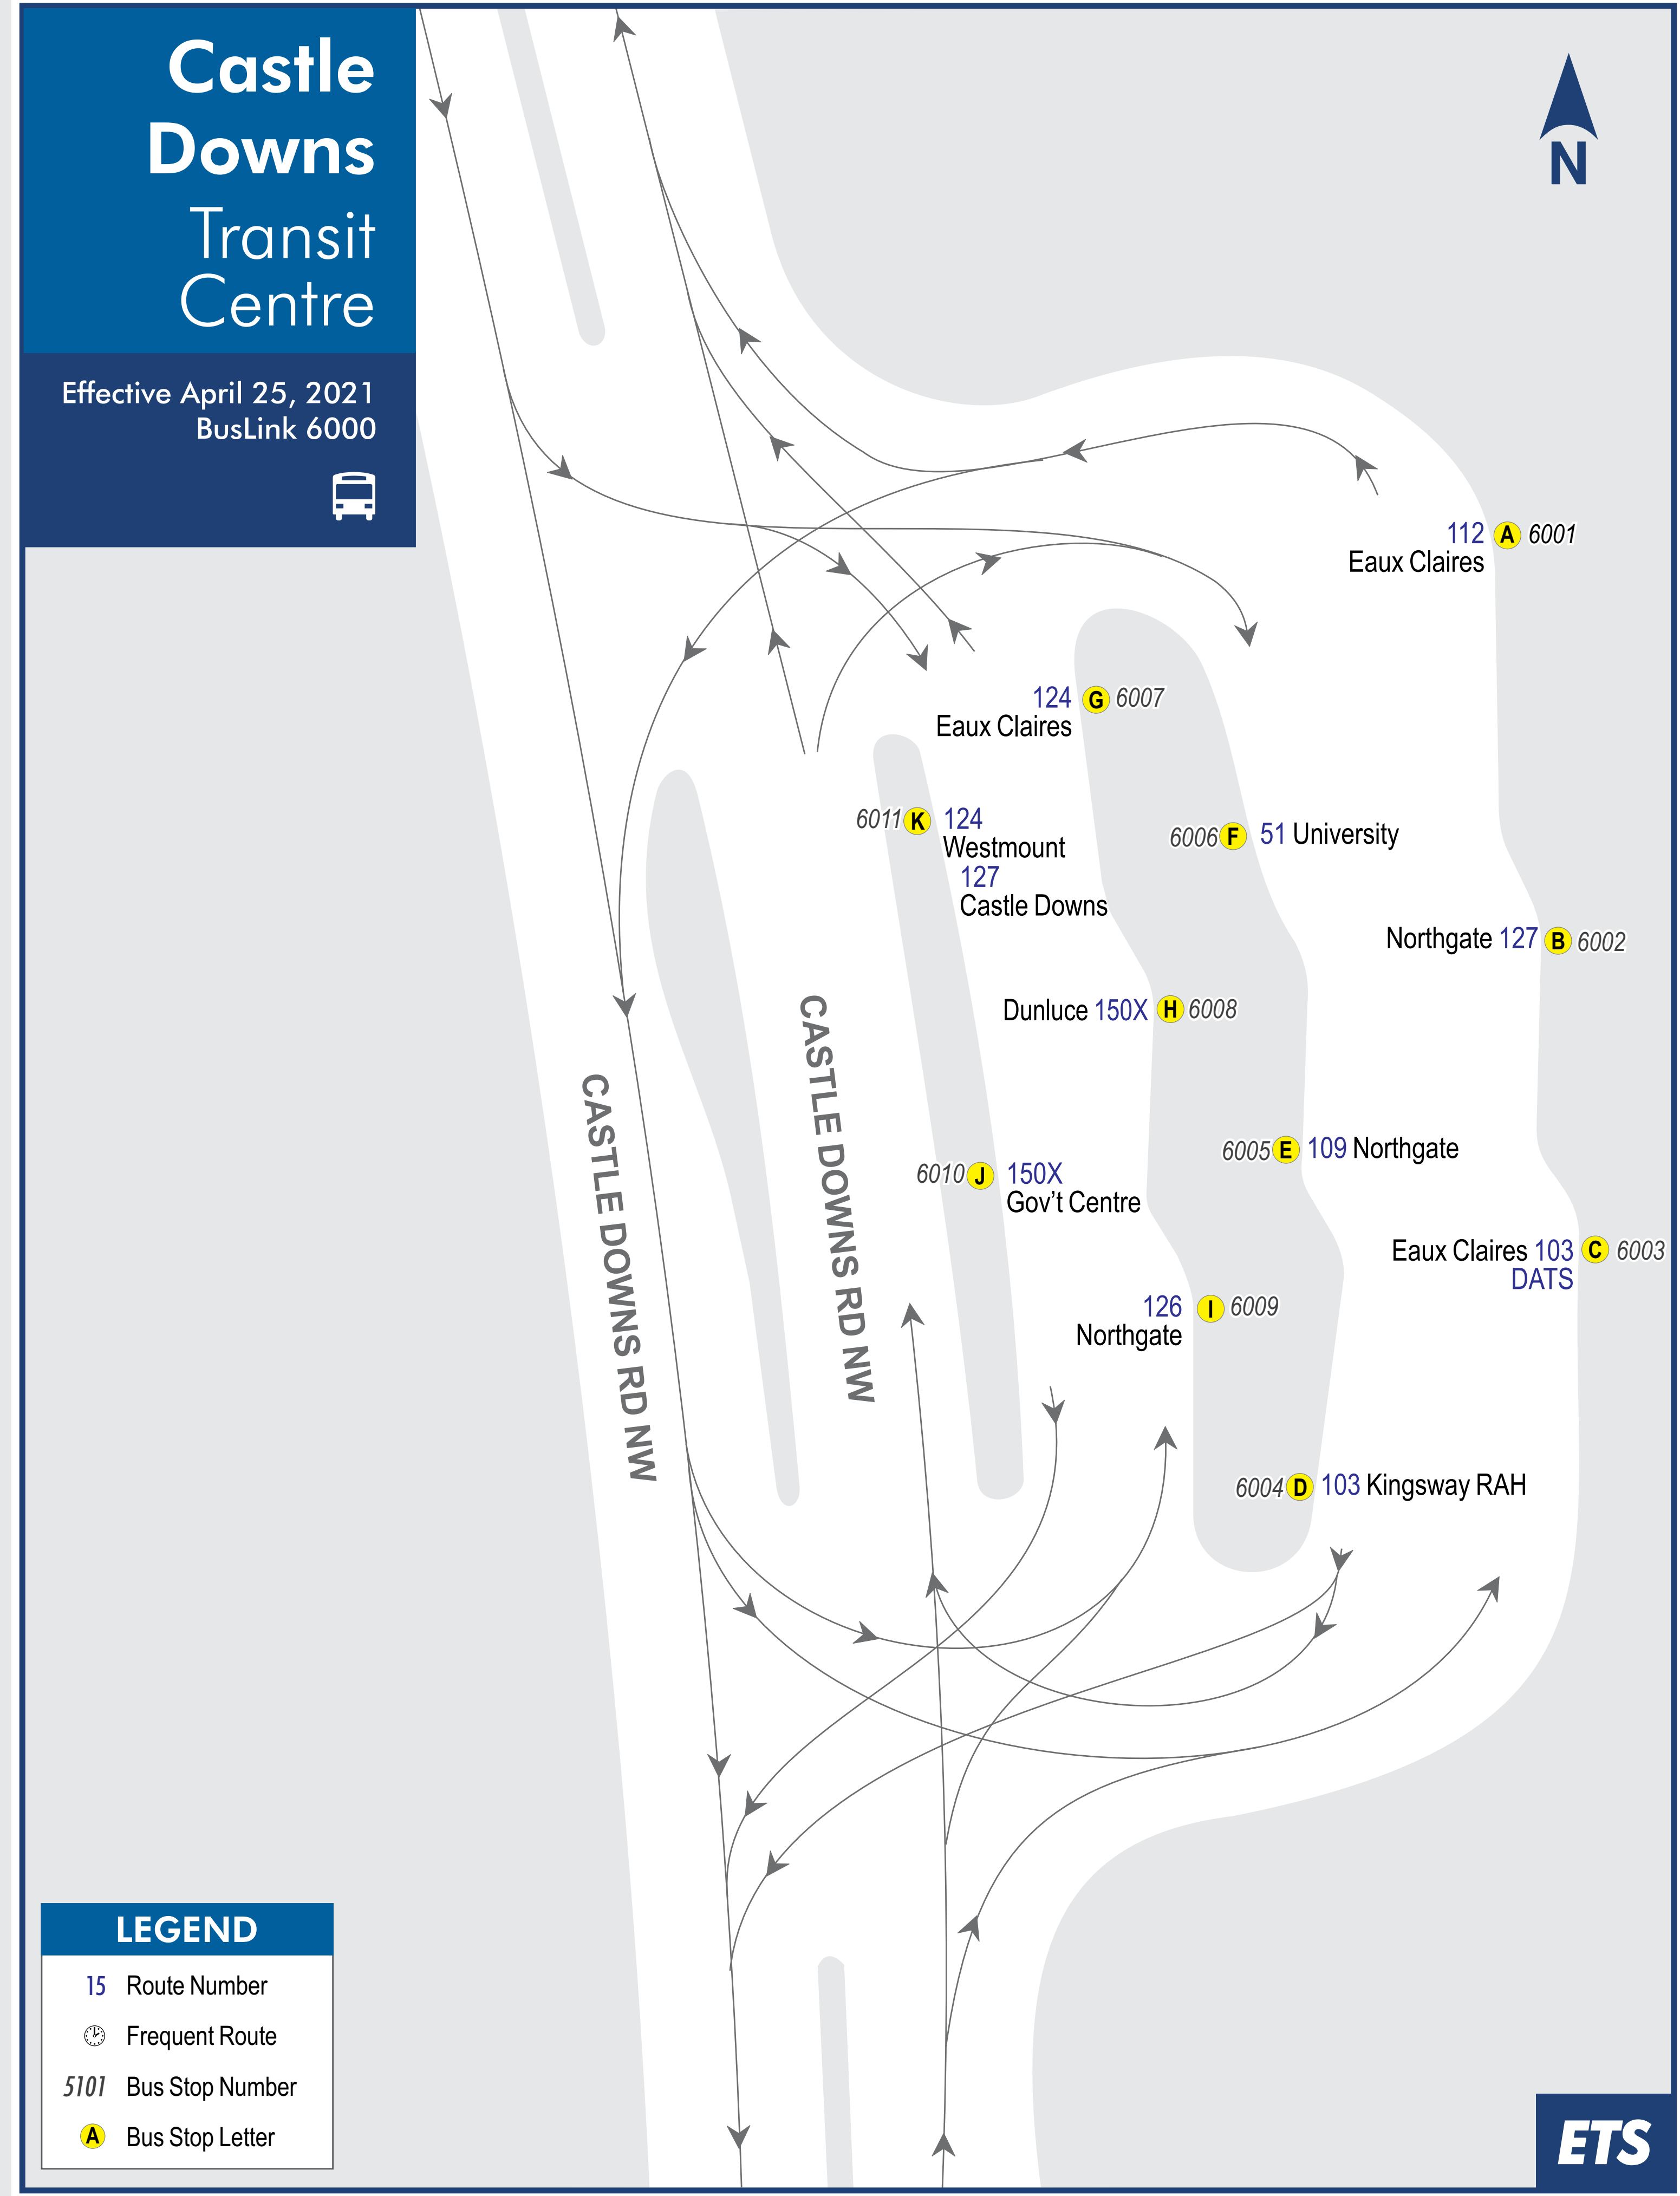 Castle
Downs
Transit
Centre
Effective April 25, 2021
BusLink 6000
N
112 A 6001
Eaux Claires
124 G 6007
Eaux Claires
6011 K 124
Westmount
127
Castle Downs
6006 F 51 University
Northgate 127 B 6002
Dunluce 150X H 6008
CASTLE DOWNS RD NW
CASTLE DOWNS RD NW
6005 E 109 Northgate
6010 J 150X
Gov't Centre
Eaux Claires 103 C 6003
DATS
126 I 6009
Northgate
6004 D 103 Kingsway RAH
LEGEND
15 Route Number
Frequent Route
5101 Bus Stop Number
A Bus Stop Letter
ETS